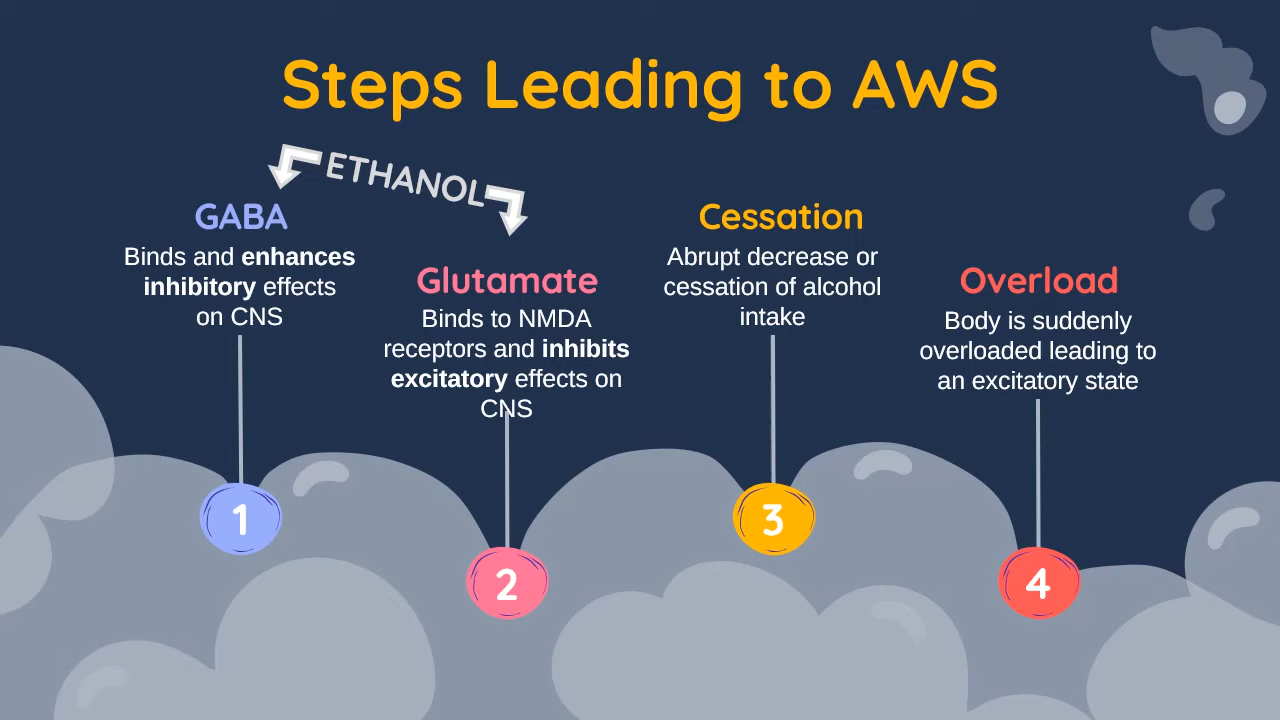 Steps Leading to AWS
ETHANOL
GABA
Binds and enhances
inhibitory effects
on CNS
Glutamate
Binds to NMDA
receptors and inhibits
excitatory effects on
CNS
Cessation
Abrupt decrease or
cessation of alcohol
intake
Overload
Body is suddenly
overloaded leading to
an excitatory state
1
2
3
4